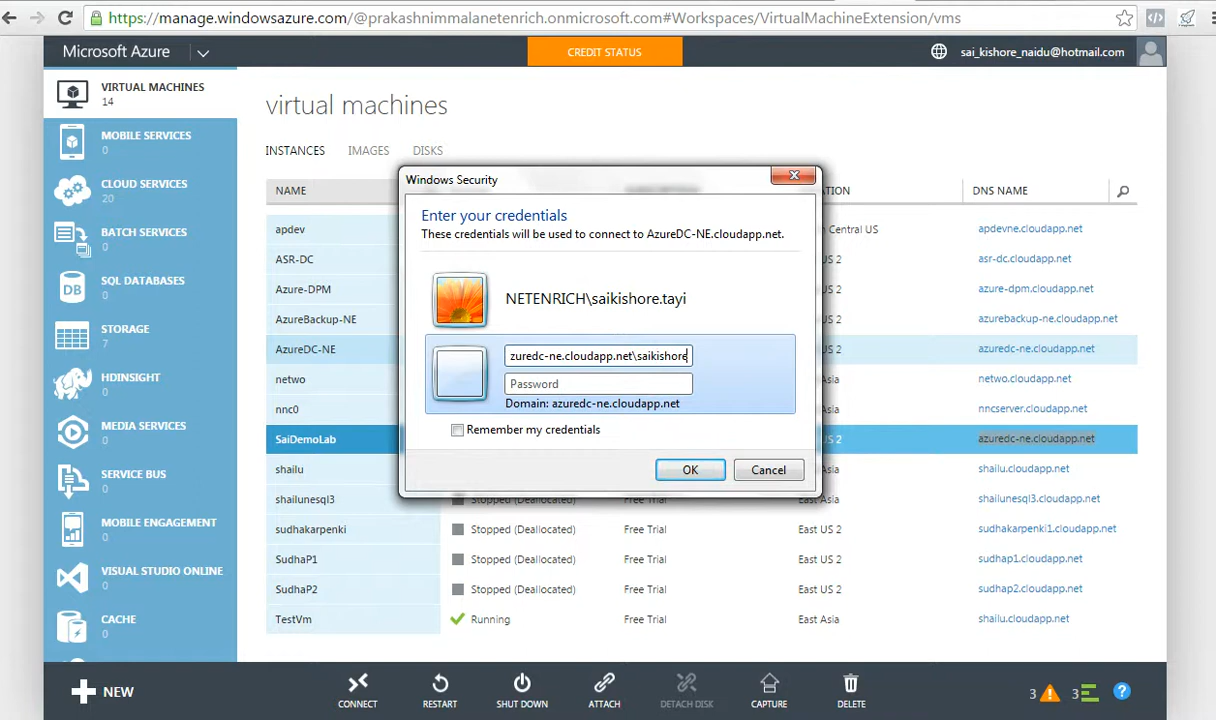 https://manage.windowsazure.com/@prakashninmalanetenrich.onmicrosoft.com#Workspaces/VirtualMachineExtension/vms
Microsoft Azure
CREDIT STATUS
sai_kishore_naidu@hotmail.com
VIRTUAL MACHINES
14
MOBILE SERVICES
0
CLOUD SERVICES
20
BATCH SERVICES
0
SQL DATABASES
0
STORAGE
7
HDINSIGHT
0
MEDIA SERVICES
0
SERVICE BUS
0
MOBILE ENGAGEMENT
0
VISUAL STUDIO ONLINE
0
CACHE
0
virtual machines
INSTANCES IMAGES DISKS
NAME ATION DNS NAME
apdev h Central US apdevne.cloudapp.net
ASR-DC US 2 asr-dc.cloudapp.net
Azure-DPM US 2 azure-dpm.cloudapp.net
AzureBackup-NE US 2 azurebackup-ne.cloudapp.net
AzureDC-NE US 2 azuredc-ne.cloudapp.net
netwo Asia netwo.cloudapp.net
nnc0 Asia nncserver.cloudapp.net
SaiDemoLab US 2 azuredc-ne.cloudapp.net
shailu Asia shailu.cloudapp.net
shailunesql3 Stopped (Deallocated) Free Trial East Asia shailunesql3.cloudapp.net
sudhakarpenki Stopped (Deallocated) Free Trial East US 2 sudhakarpenki1.cloudapp.net
SudhaP1 Stopped (Deallocated) Free Trial East US 2 sudhap1.cloudapp.net
SudhaP2 Stopped (Deallocated) Free Trial East US 2 sudhap2.cloudapp.net
TestVm Running Free Trial East Asia shailu.cloudapp.net
Windows Security
Enter your credentials
These credentials will be used to connect to AzureDC-NE.cloudapp.net.
NETENRICH\saikishore.tayi
zuredc-ne.cloudapp.net\saikishore
Password
Domain: azuredc-ne.cloudapp.net
Remember my credentials
OK Cancel
NEW
CONNECT RESTART SHUT DOWN ATTACH DETACH DISK CAPTURE DELETE
3 3 ?